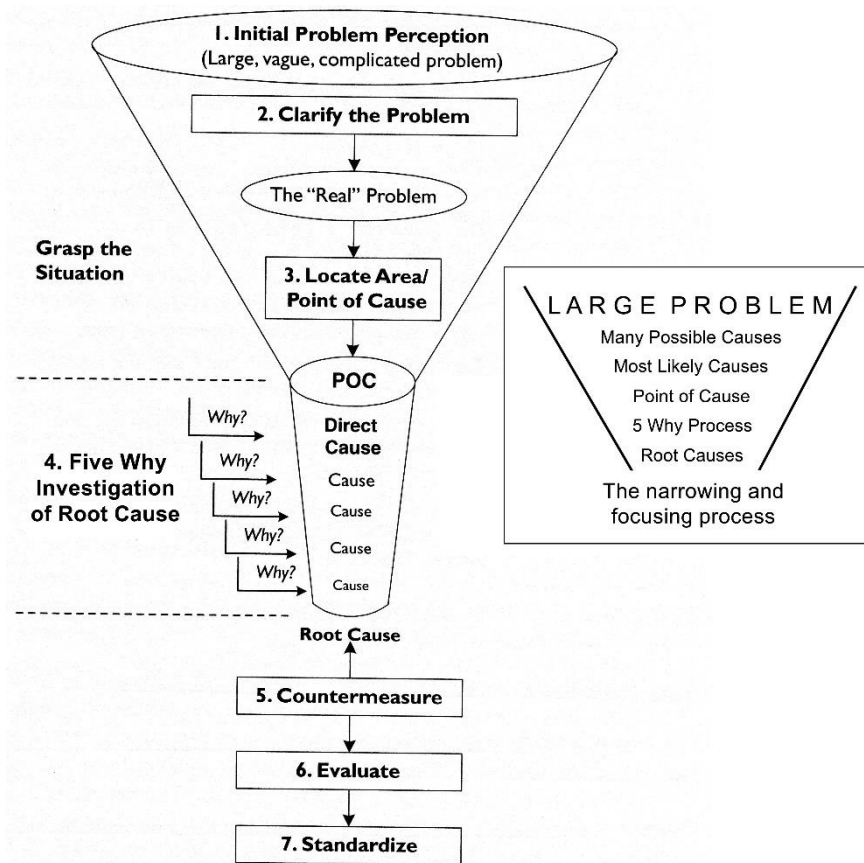 1. Initial Problem Perception
(Large, vague, complicated problem)
2. Clarify the Problem
The “Real” Problem
Grasp the
Situation
3. Locate Area/
Point of Cause
POC
Direct
Cause
Why?
Why?
Why?
Why?
Why?
4. Five Why
Investigation
of Root Cause
Cause
Cause
Cause
Cause
Root Cause
5. Countermeasure
6. Evaluate
7. Standardize
LARGE PROBLEM
Many Possible Causes
Most Likely Causes
Point of Cause
5 Why Process
Root Causes
The narrowing and
focusing process